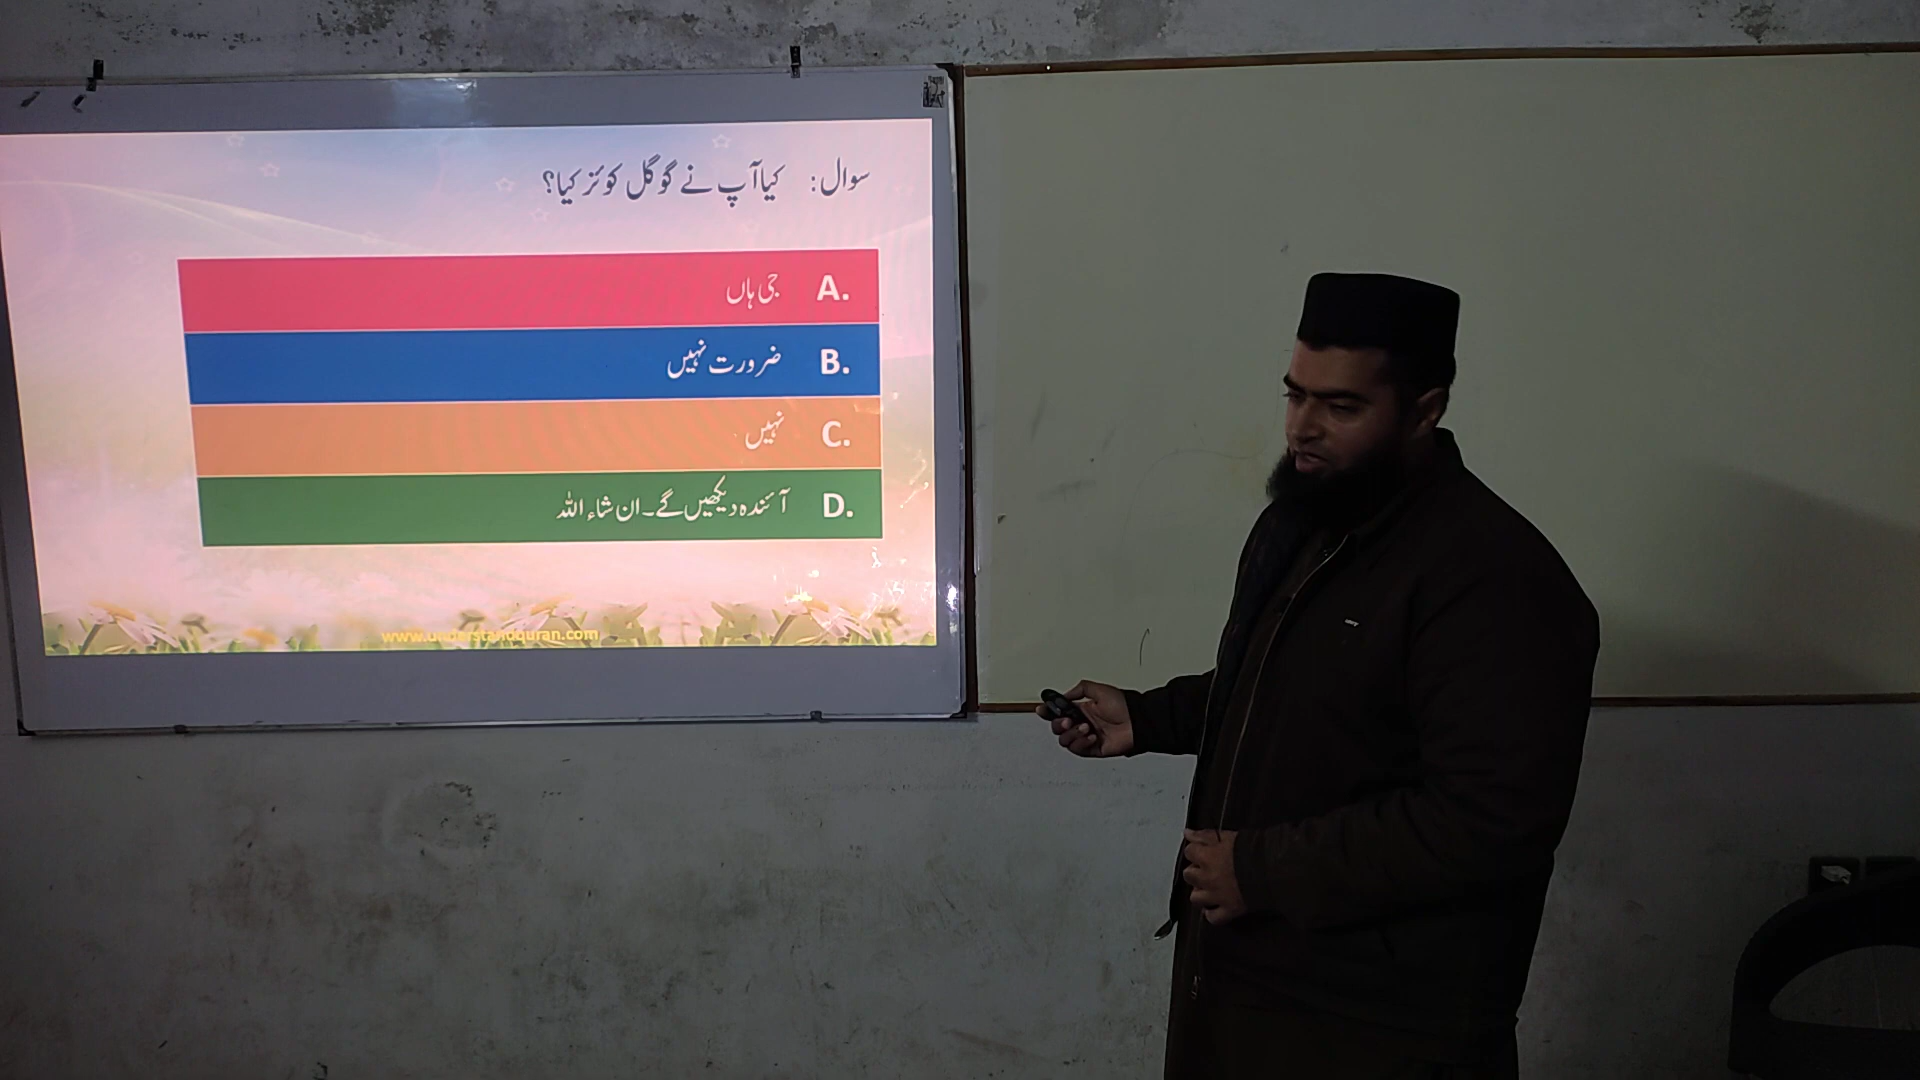 سوال: کیا آپ نے گوگل کوئز کیا؟
A. جی ہاں
B. ضرورت نہیں
C. نہیں
D. آئندہ دیکھیں گے۔ ان شاء اللہ
www.understandquran.com